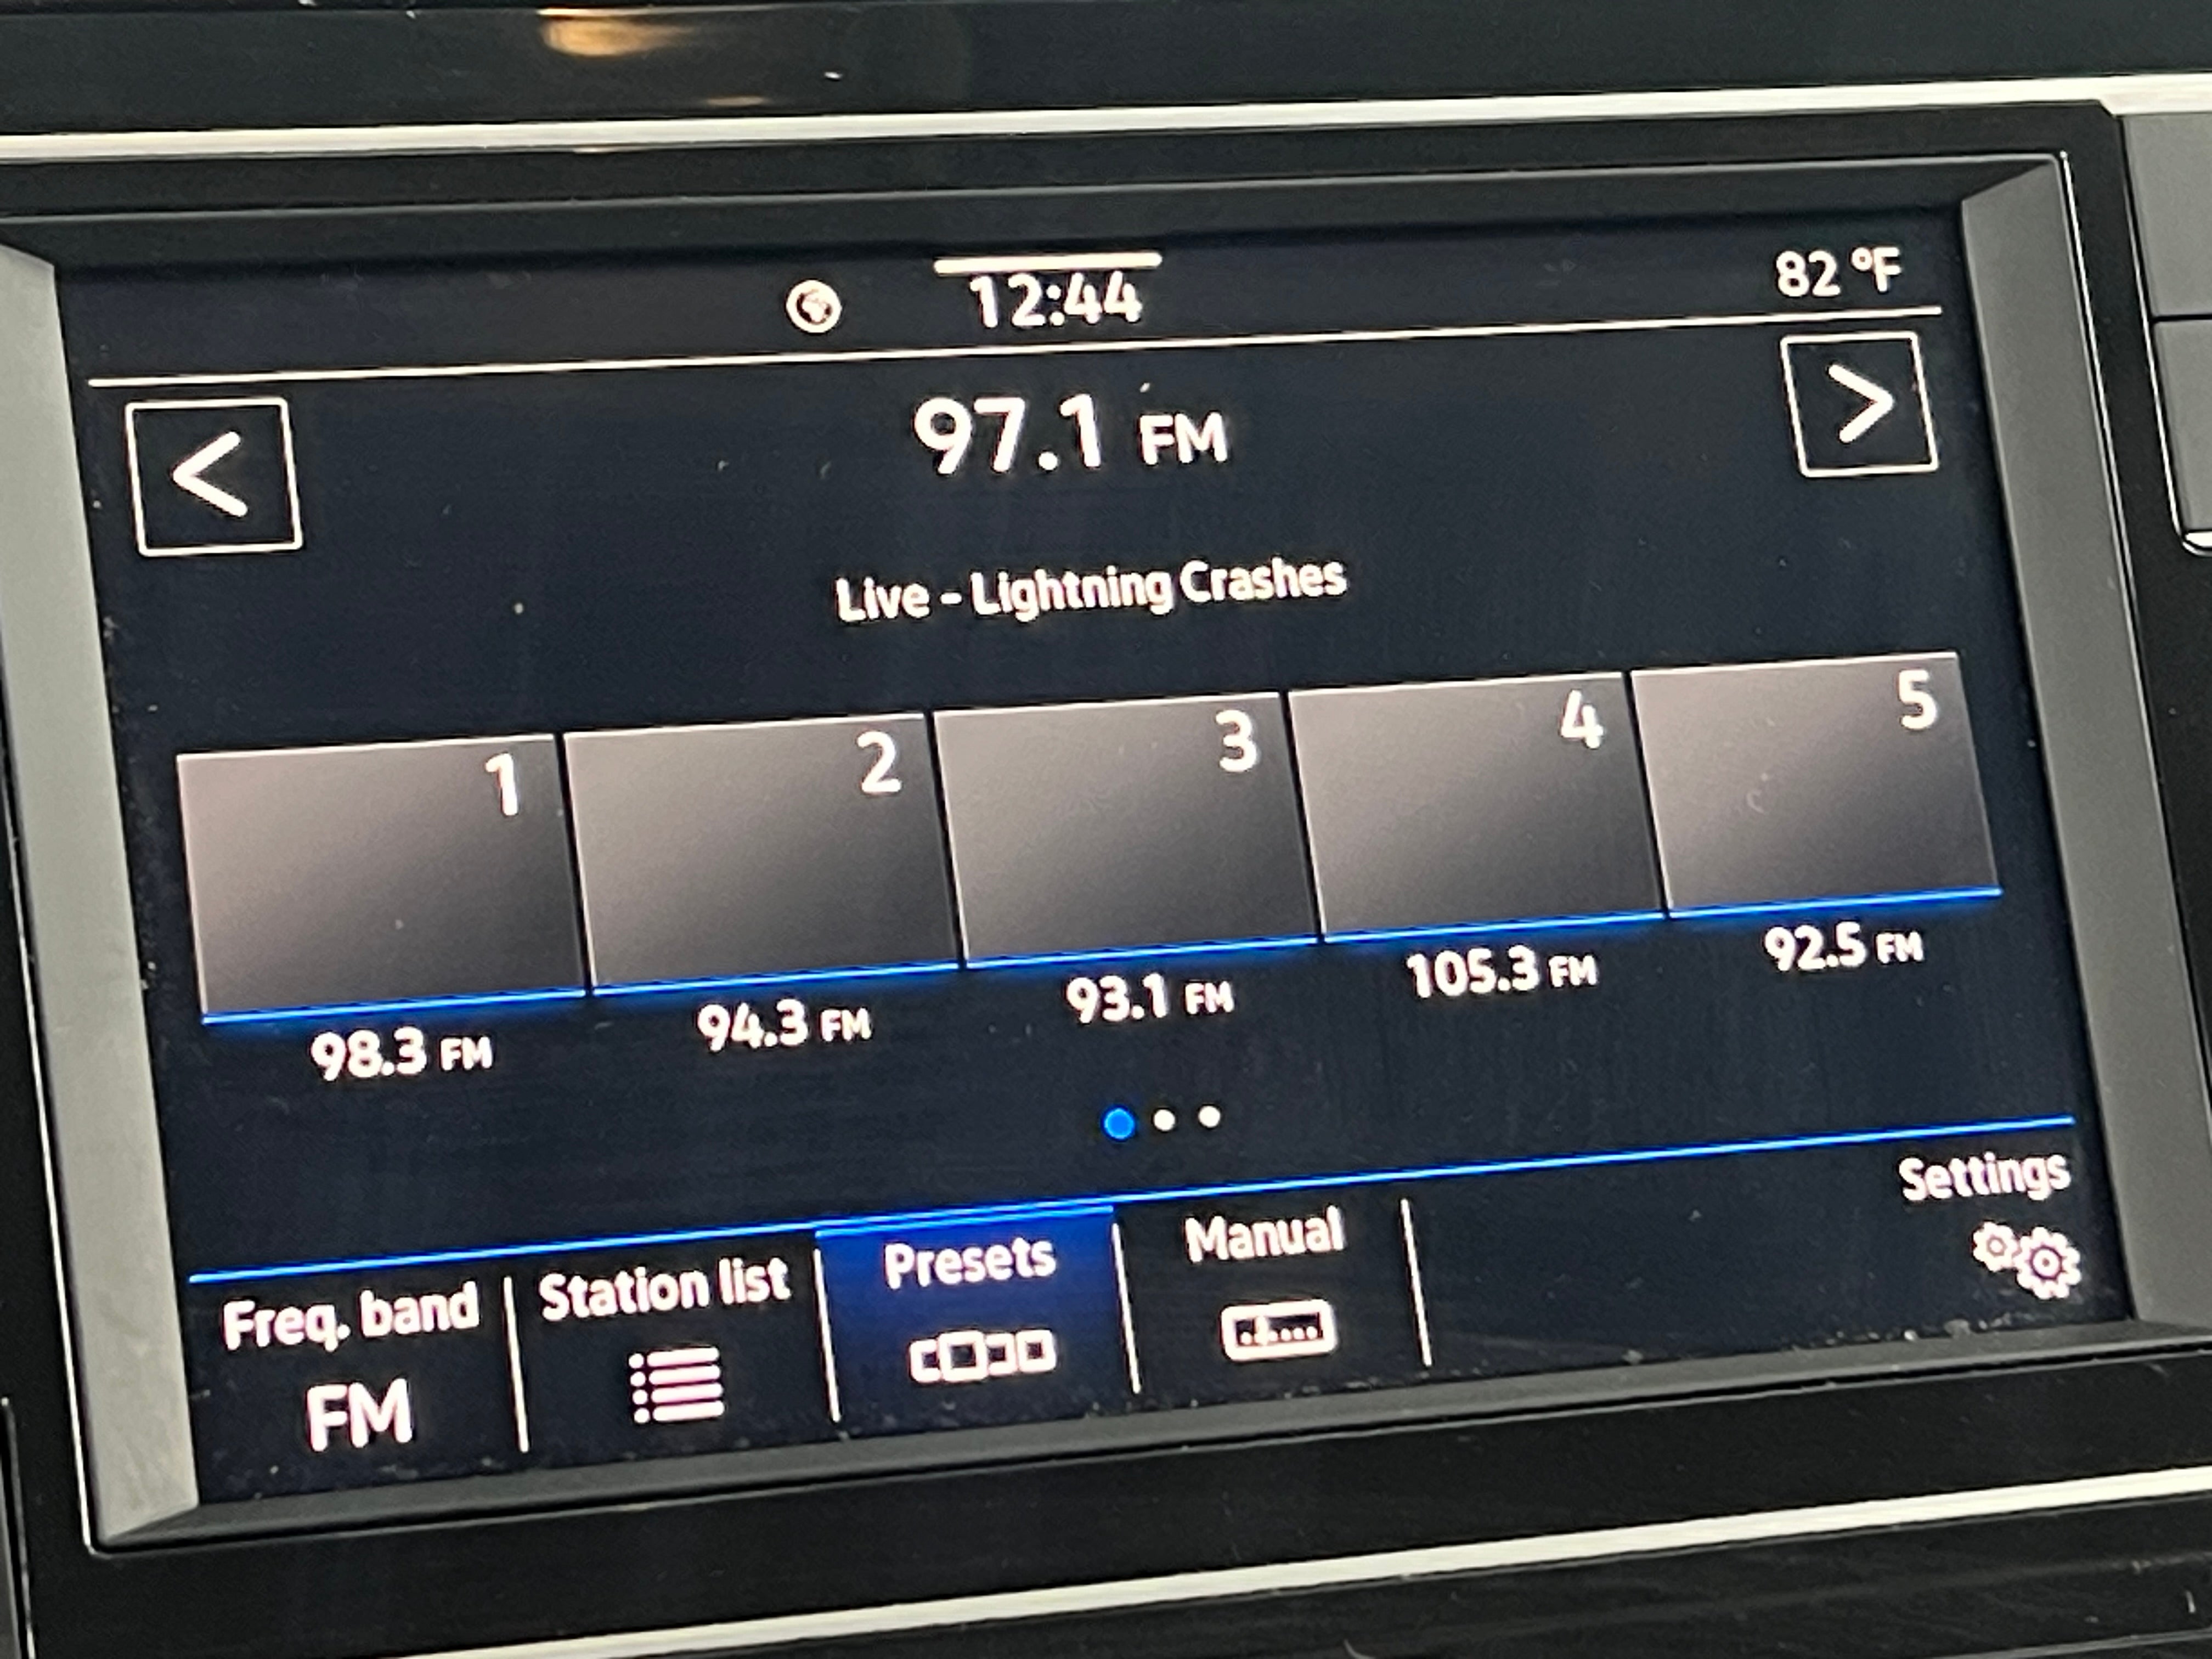 12:44
82 °F
<
97.1 FM
>
Live - Lightning Crashes
1 2 3 4 5
98.3 FM 94.3 FM 93.1 FM 105.3 FM 92.5 FM
Freq. band Station list Presets Manual Settings
FM